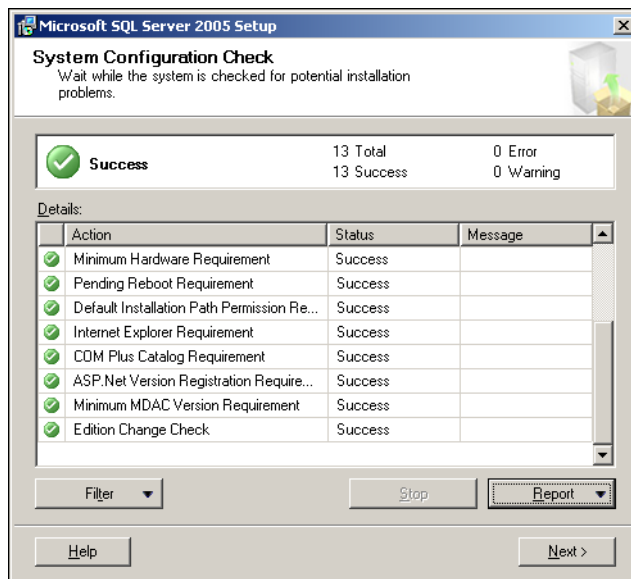 Microsoft SQL Server 2005 Setup
System Configuration Check
Wait while the system is checked for potential installation
problems.
Success
13 Total
0 Error
13 Success
0 Warning
Details:
Action Status Message
Minimum Hardware Requirement Success
Pending Reboot Requirement Success
Default Installation Path Permission Re... Success
Internet Explorer Requirement Success
COM Plus Catalog Requirement Success
ASP.Net Version Registration Require... Success
Minimum MDAC Version Requirement Success
Edition Change Check Success
Filter Stop Report
Help Next >